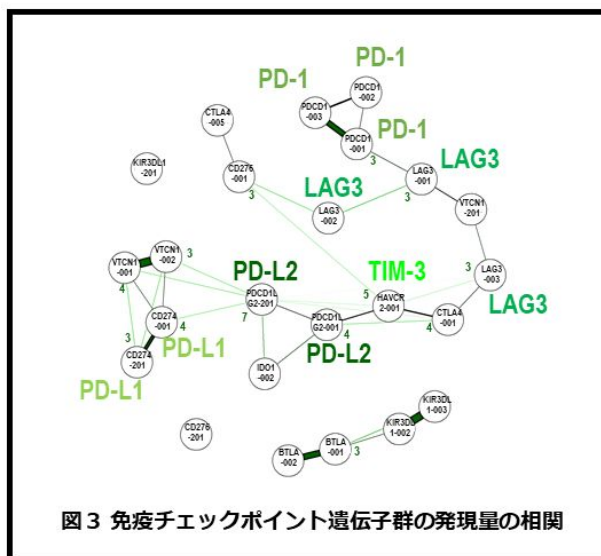 PD-1
PD-1
PDCD1
-002
PDCD1
-003
CTLA4
-005
PDCD1
-001
PD-1
3
KIR3DL1
-201
CD276
-001
3
LAG3
LAG3
-001
3
LAG3
LAG3
-002
VTCN1
-201
VTCN1
-002
3
VTCN1
-001
4
PD-L2
TIM-3
3
LAG3
-003
LAG3
5
PDCD1L
G2-201
7
HAVCR
2-001
CD274
-001
4
PDCD1L
G2-001
4
CTLA4
-001
4
PD-L1
PD-L2
3
CD274
-201
PD-L1
IDO1
-002
KIR3DL
1-003
CD276
-201
KIR3DL
1-002
BTLA
-001
3
BTLA
-002
図３ 免疫チェックポイント遺伝子群の発現量の相関